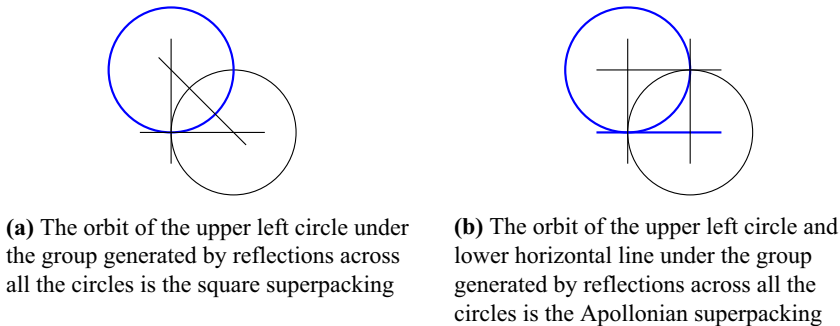 (a) The orbit of the upper left circle under
the group generated by reflections across
all the circles is the square superpacking
(b) The orbit of the upper left circle and
lower horizontal line under the group
generated by reflections across all the
circles is the Apollonian superpacking